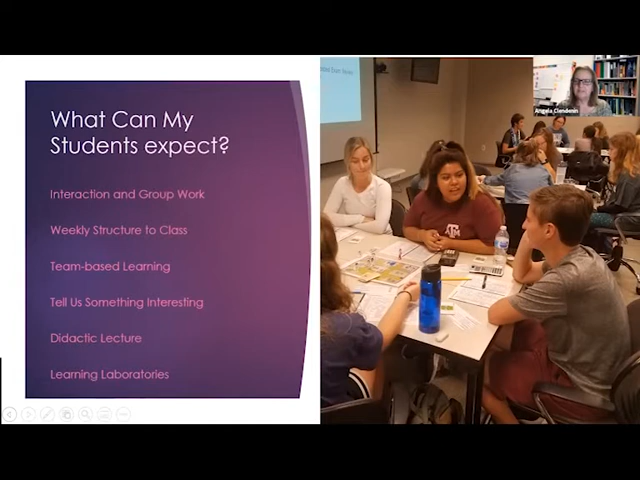 What Can My
Students expect?
Interaction and Group Work
Weekly Structure to Class
Team-based Learning
Tell Us Something Interesting
Didactic Lecture
Learning Laboratories
Angela Clendenin
ATM